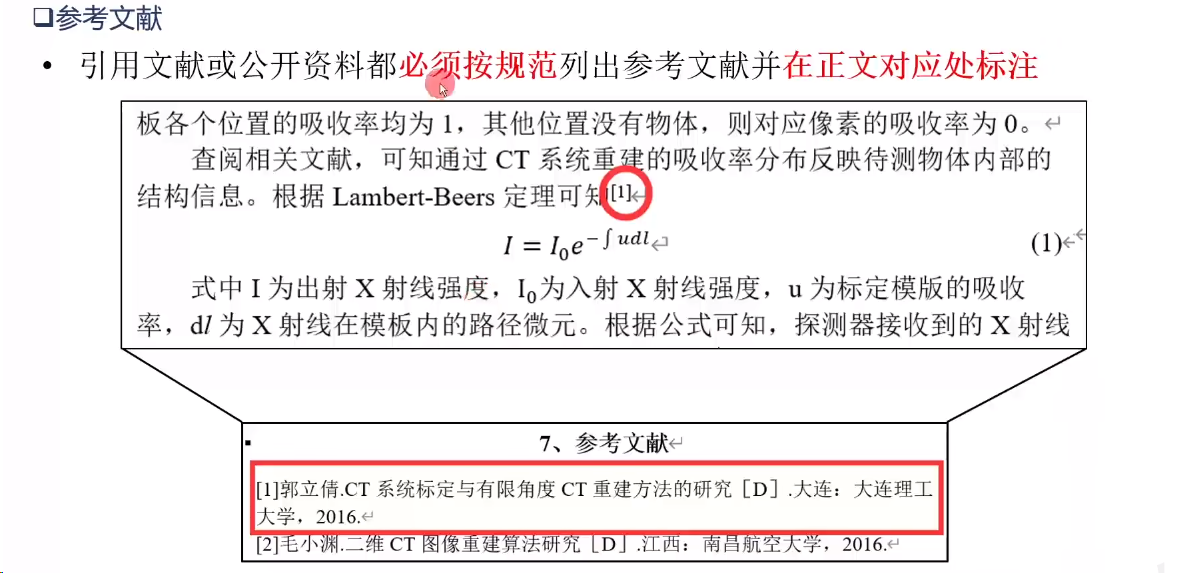 ❑参考文献
• 引用文献或公开资料都必须按规范列出参考文献并在正文对应处标注
板各个位置的吸收率均为 1，其他位置没有物体，则对应像素的吸收率为 0。↵
查阅相关文献，可知通过 CT 系统重建的吸收率分布反映待测物体内部的
结构信息。根据 Lambert-Beers 定理可知[1]↵
I = I₀e^{−∫udl}↵ (1)↵
式中 I 为出射 X 射线强度，I₀为入射 X 射线强度，u 为标定模版的吸收
率，dl 为 X 射线在模板内的路径微元。根据公式可知，探测器接收到的 X 射线
7、参考文献↵
[1]郭立倩.CT 系统标定与有限角度 CT 重建方法的研究［D］.大连：大连理工
大学，2016.↵
[2]毛小渊.二维 CT 图像重建算法研究［D］.江西：南昌航空大学，2016.↵